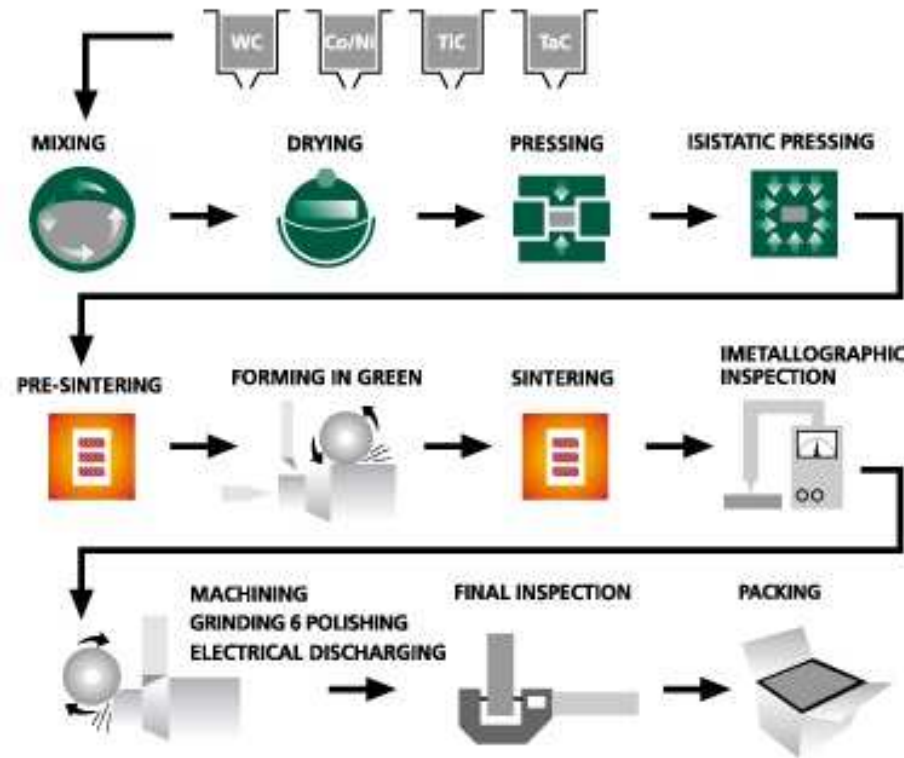 WC
Co/Ni
TiC
TaC
MIXING
DRYING
PRESSING
ISISTATIC PRESSING
PRE-SINTERING
FORMING IN GREEN
SINTERING
IMETALLOGRAPHIC
INSPECTION
MACHINING
GRINDING 6 POLISHING
ELECTRICAL DISCHARGING
FINAL INSPECTION
PACKING